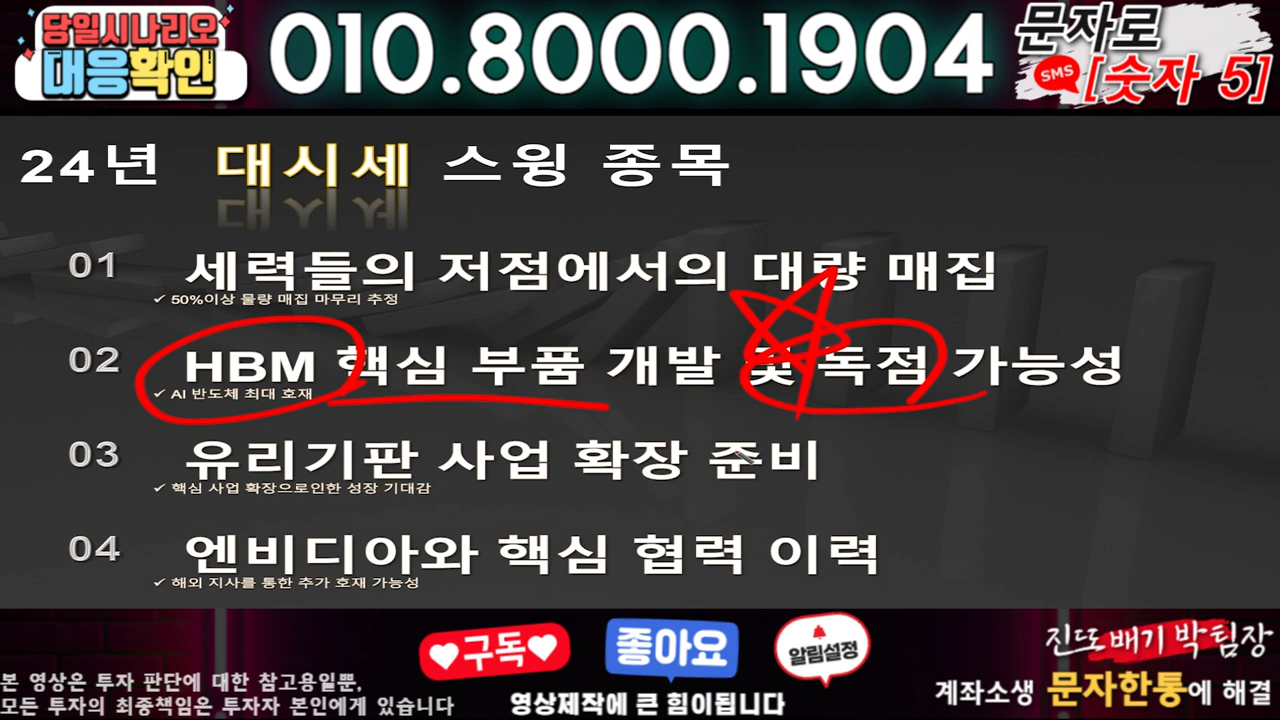 당일시나리오
대응확인
010.8000.1904
문자로
SMS
[숫자 5]
24년 대시세 스윙 종목
01 세력들의 저점에서의 대량 매집
✓ 50%이상 물량 매집 마무리 추정
02 HBM 핵심 부품 개발 및 독점 가능성
✓ AI 반도체 최대 호재
03 유리기판 사업 확장 준비
✓ 핵심 사업 확장으로인한 성장 기대감
04 엔비디아와 핵심 협력 이력
✓ 해외 지사를 통한 추가 호재 가능성
구독
좋아요
알림설정
영상제작에 큰 힘이됩니다
본 영상은 투자 판단에 대한 참고용일뿐,
모든 투자의 최종책임은 투자자 본인에게 있습니다
진또배기 박팀장
계좌소생 문자한통에 해결